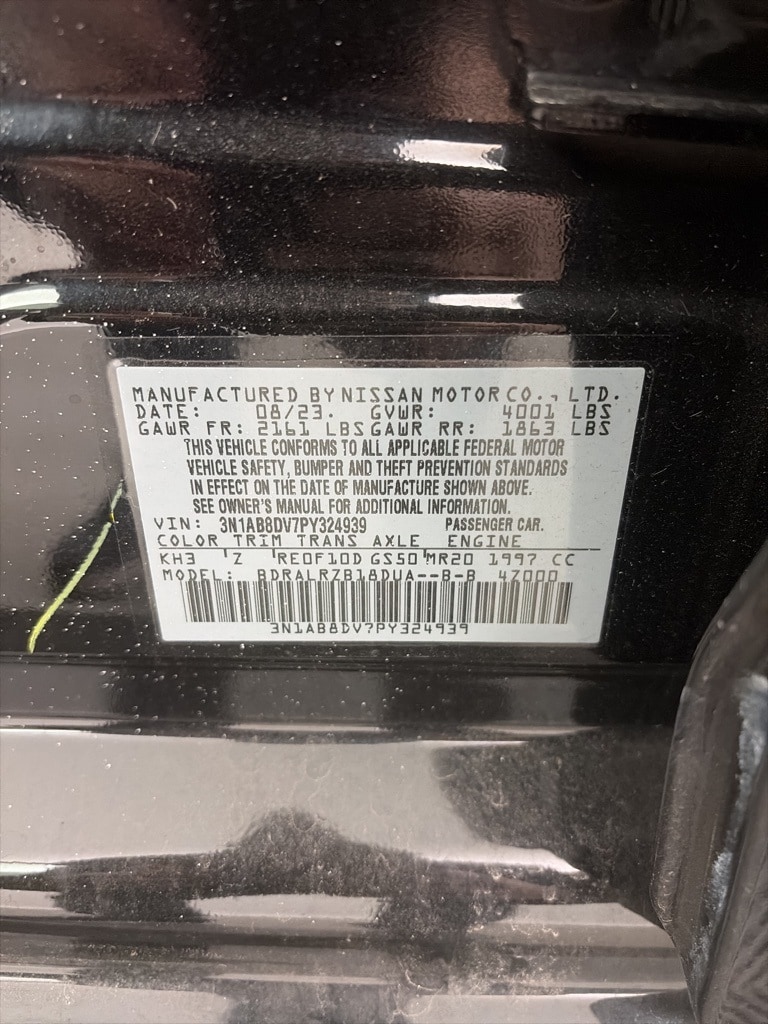 MANUFACTURED BY NISSAN MOTOR CO., LTD.
DATE: 08/23. GVWR: 4001 LBS
GAWR FR: 2161 LBS GAWR RR: 1863 LBS
THIS VEHICLE CONFORMS TO ALL APPLICABLE FEDERAL MOTOR
VEHICLE SAFETY, BUMPER AND THEFT PREVENTION STANDARDS
IN EFFECT ON THE DATE OF MANUFACTURE SHOWN ABOVE.
SEE OWNER'S MANUAL FOR ADDITIONAL INFORMATION.
VIN: 3N1AB8DV7PY324939 PASSENGER CAR.
COLOR TRIM TRANS AXLE ENGINE
KH3 Z RE0F10D GS50 MR20 1997 CC
MODEL: BDRALRZB18DUA--B-B 4Z000
3N1AB8DV7PY324939